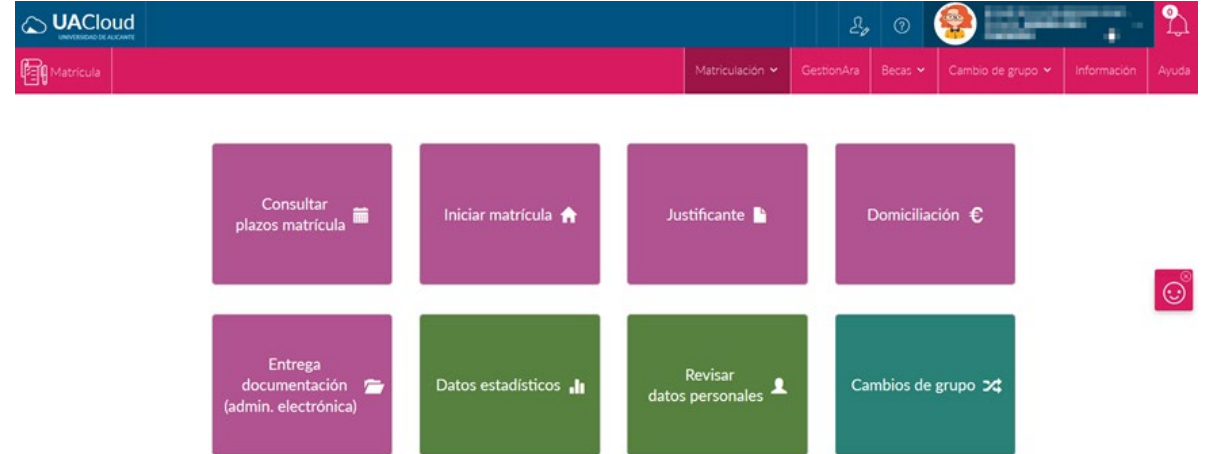 UACloud
UNIVERSIDAD DE ALICANTE
0
Matrícula
Matriculación
GestionAra
Becas
Cambio de grupo
Información
Ayuda
Consultar
plazos matrícula
Iniciar matrícula
Justificante
Domiciliación €
Entrega
documentación
(admin. electrónica)
Datos estadísticos
Revisar
datos personales
Cambios de grupo